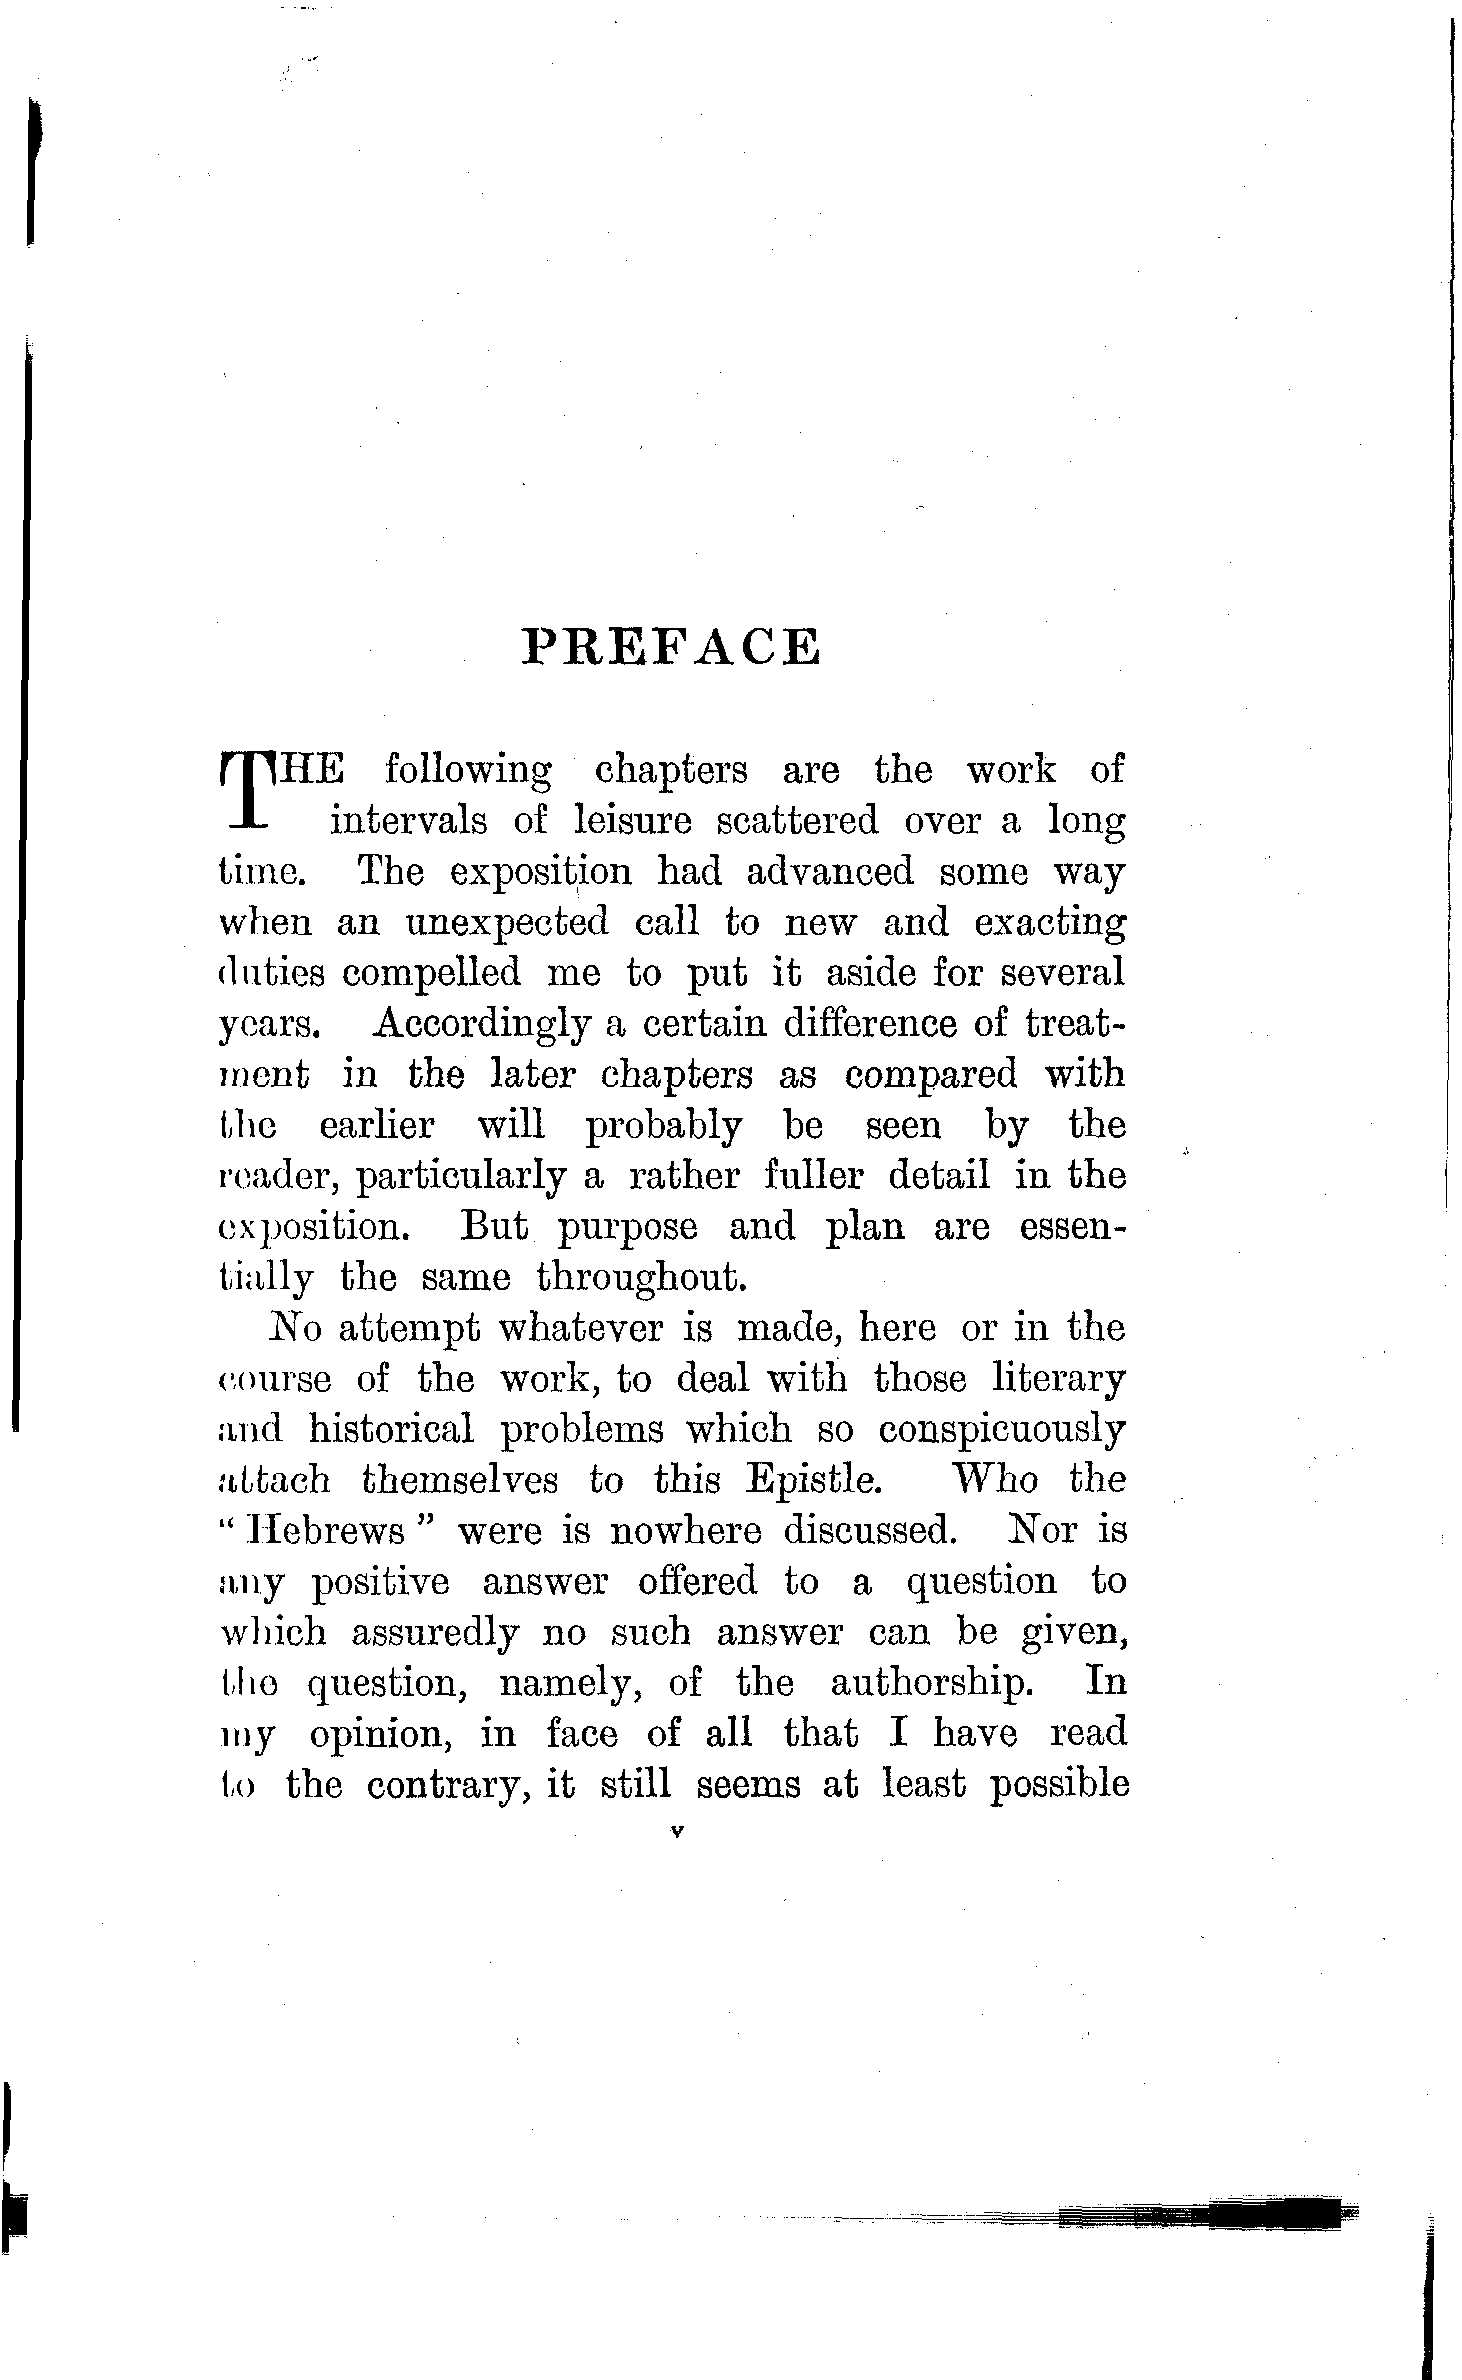 PREFACE
THE following chapters are the work of
intervals of leisure scattered over a long
time. The exposition had advanced some way
when an unexpected call to new and exacting
duties compelled me to put it aside for several
years. Accordingly a certain difference of treat-
ment in the later chapters as compared with
the earlier will probably be seen by the
reader, particularly a rather fuller detail in the
exposition. But purpose and plan are essen-
tially the same throughout.
No attempt whatever is made, here or in the
course of the work, to deal with those literary
and historical problems which so conspicuously
attach themselves to this Epistle. Who the
“ Hebrews ” were is nowhere discussed. Nor is
any positive answer offered to a question to
which assuredly no such answer can be given,
the question, namely, of the authorship. In
my opinion, in face of all that I have read
to the contrary, it still seems at least possible
v